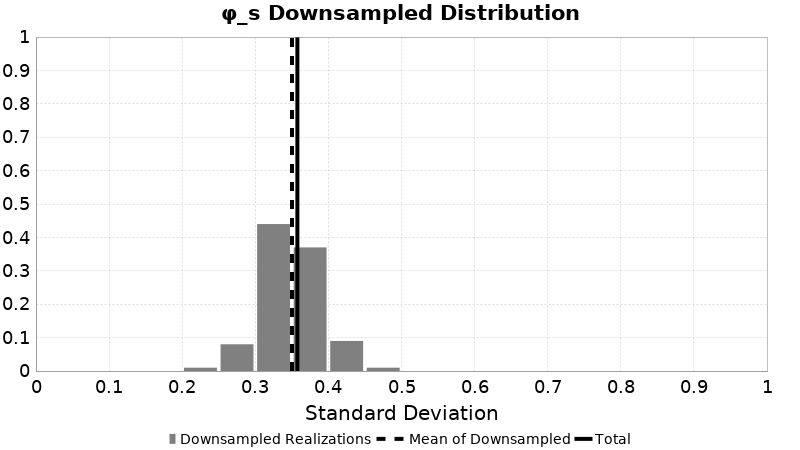 φ_s Downsampled Distribution
1
0.9
0.8
0.7
0.6
0.5
0.4
0.3
0.2
0.1
0
0 0.1 0.2 0.3 0.4 0.5 0.6 0.7 0.8 0.9 1
Standard Deviation
Downsampled Realizations Mean of Downsampled Total